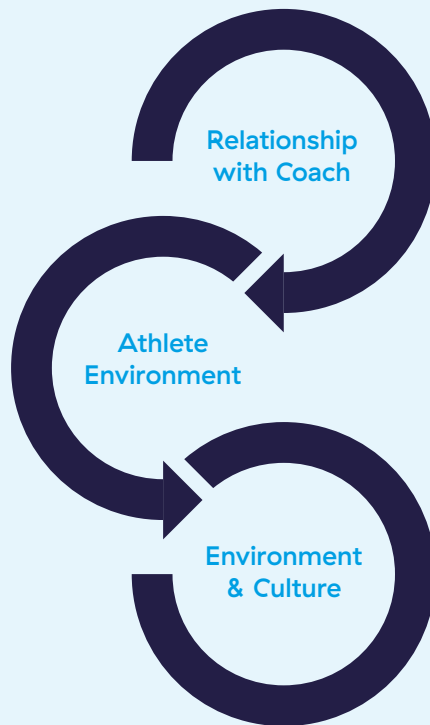 Relationship
with Coach
Athlete
Environment
Environment
& Culture